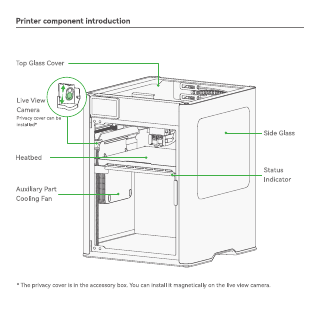 Printer component introduction
Top Glass Cover
Live View
Camera
Privacy cover can be
installed*
Side Glass
Heatbed
Status
Indicator
Auxiliary Part
Cooling Fan
* The privacy cover is in the accessory box. You can install it magnetically on the live view camera.